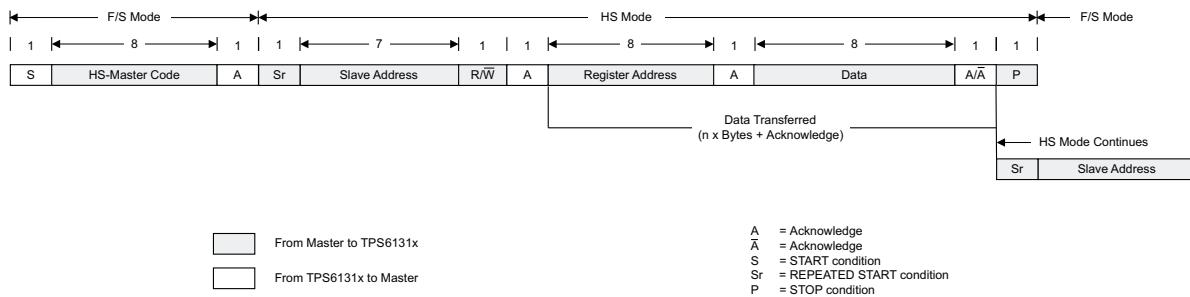 F/S Mode HS Mode F/S Mode
1 8 1 1 7 1 1 8 1 8 1 1
S HS-Master Code A Sr Slave Address R/W̅ A Register Address A Data A/A̅ P
Data Transferred
(n x Bytes + Acknowledge)
HS Mode Continues
Sr Slave Address
From Master to TPS6131x
From TPS6131x to Master
A = Acknowledge
A̅ = Acknowledge
S = START condition
Sr = REPEATED START condition
P = STOP condition